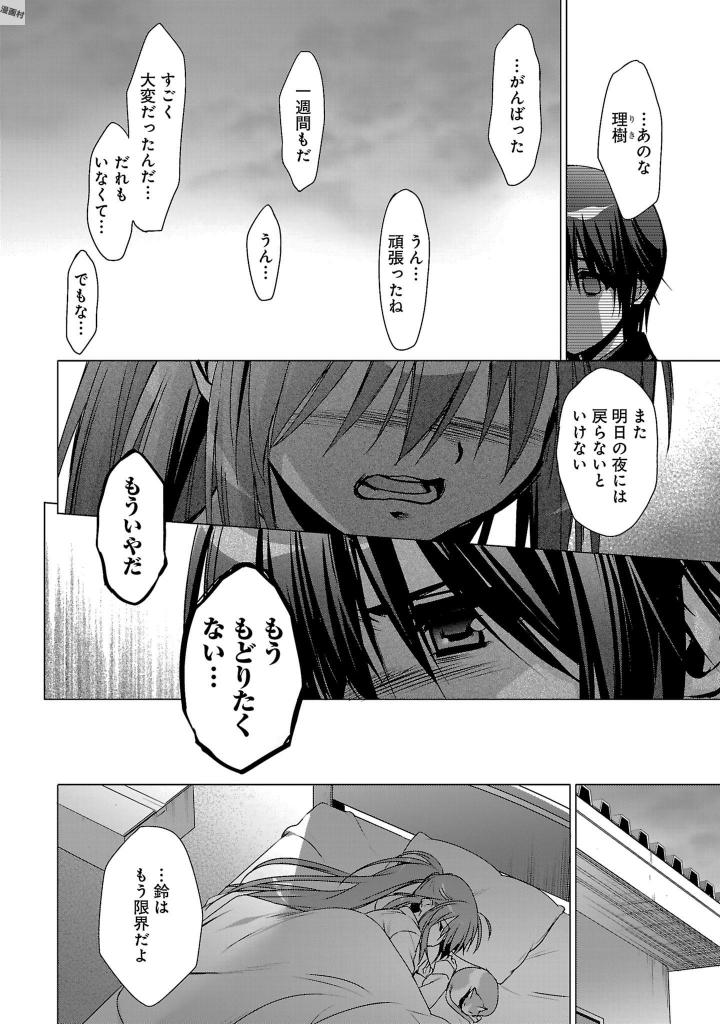 漫画村
…あのな
理樹
りき
…がんばった
うん…
頑張ったね
一週間もだ
うん…
すごく
大変だったんだ…
だれも
いなくて…
でもな…
また
明日の夜には
戻らないと
いけない
もういやだ
もう
もどりたく
ない…
…鈴は
もう限界だよ